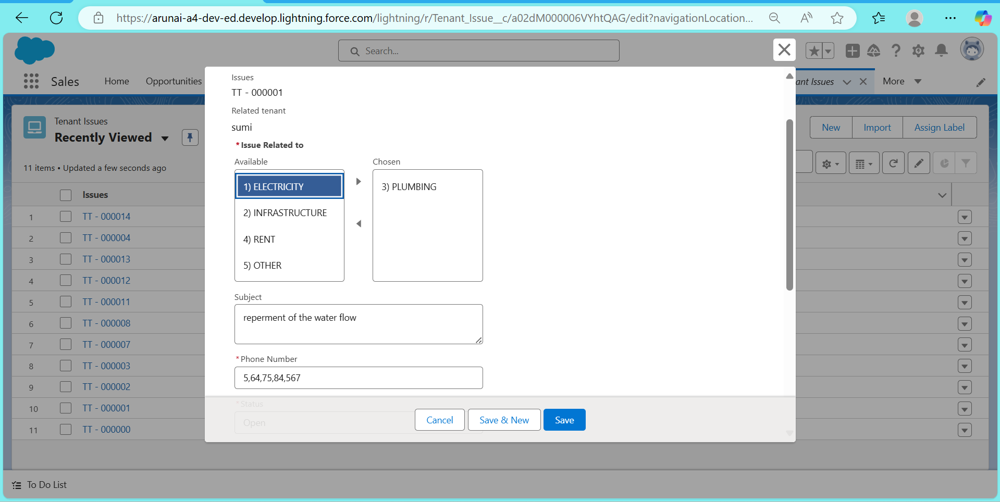 https://arunai-a4-dev-ed.develop.lightning.force.com/lightning/r/Tenant_Issue__c/a02dM000006VYhtQAG/edit?navigationLocation...
Search...
Sales
Home
Opportunities
ant Issues
More
Tenant Issues
Recently Viewed
11 items • Updated a few seconds ago
New
Import
Assign Label
Issues
1 TT - 000014
2 TT - 000004
3 TT - 000013
4 TT - 000012
5 TT - 000011
6 TT - 000008
7 TT - 000007
8 TT - 000003
9 TT - 000002
10 TT - 000001
11 TT - 000000
Issues
TT - 000001
Related tenant
sumi
*Issue Related to
Available
Chosen
1) ELECTRICITY
2) INFRASTRUCTURE
4) RENT
5) OTHER
3) PLUMBING
Subject
reperment of the water flow
*Phone Number
5,64,75,84,567
*Status
Open
Cancel
Save & New
Save
To Do List